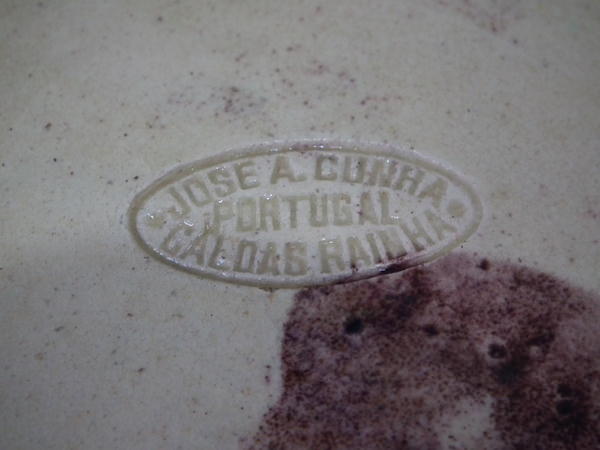 JOSE A. CUNHA
PORTUGAL
CALDAS RAINHA